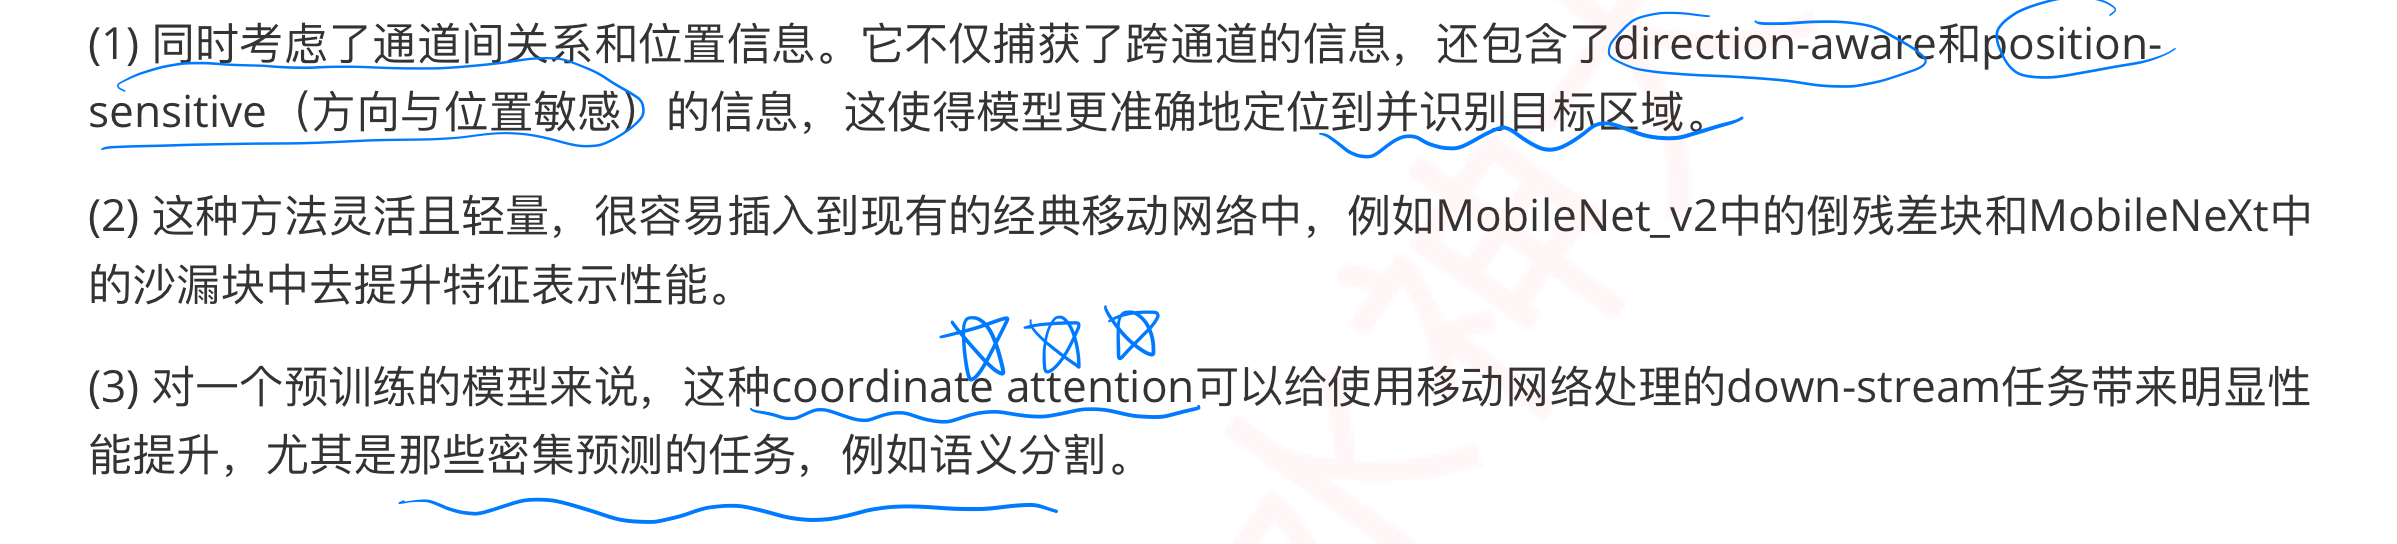 (1) 同时考虑了通道间关系和位置信息。它不仅捕获了跨通道的信息，还包含了direction-aware和position-
sensitive（方向与位置敏感）的信息，这使得模型更准确地定位到并识别目标区域。
(2) 这种方法灵活且轻量，很容易插入到现有的经典移动网络中，例如MobileNet_v2中的倒残差块和MobileNeXt中
的沙漏块中去提升特征表示性能。
(3) 对一个预训练的模型来说，这种coordinate attention可以给使用移动网络处理的down-stream任务带来明显性
能提升，尤其是那些密集预测的任务，例如语义分割。